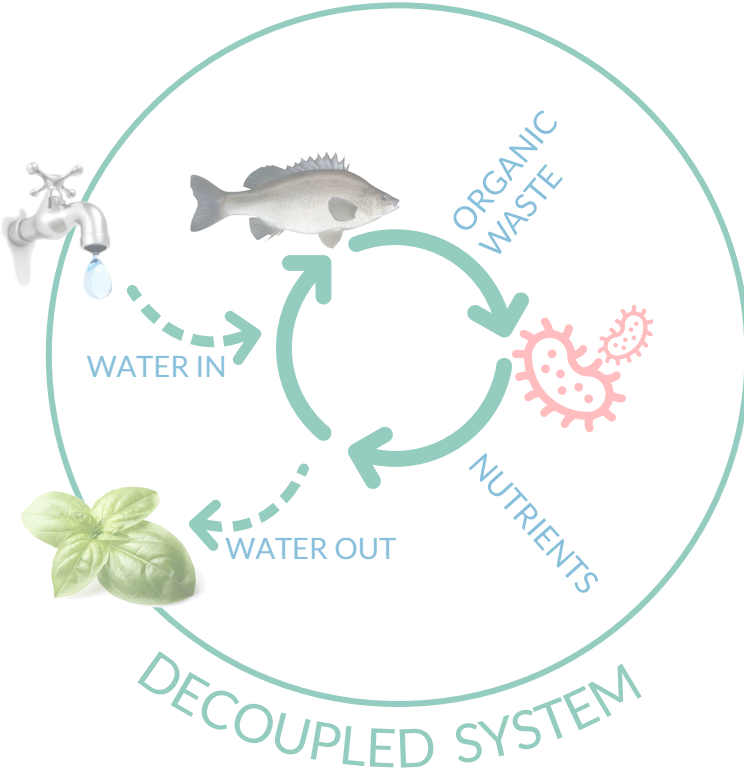 ORGANIC
WASTE
WATER IN
NUTRIENTS
WATER OUT
DECOUPLED SYSTEM